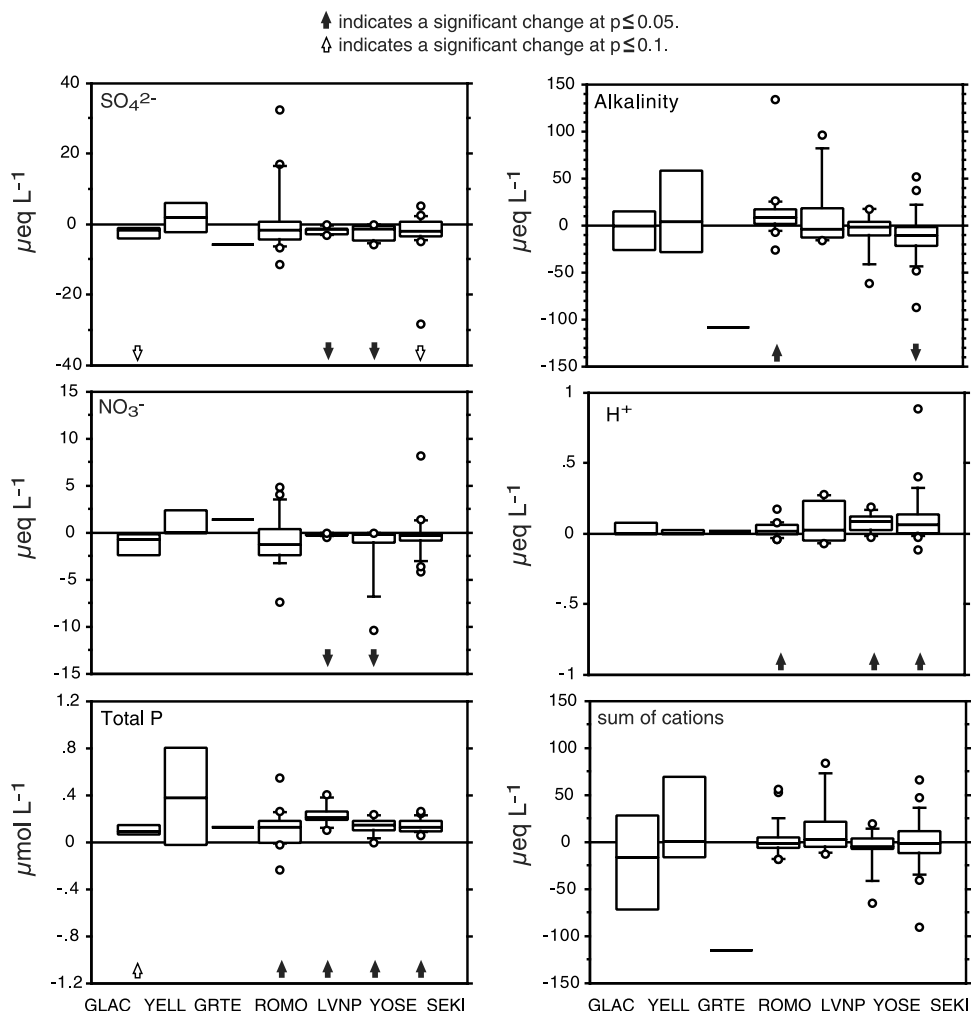 indicates a significant change at p≤0.05.
indicates a significant change at p≤0.1.
SO₄²⁻
µeq L⁻¹
40
20
0
-20
-40
Alkalinity
µeq L⁻¹
150
100
50
0
-50
-100
-150
NO₃⁻
µeq L⁻¹
15
10
5
0
-5
-10
-15
H⁺
µeq L⁻¹
1
.5
0
-.5
-1
Total P
µmol L⁻¹
1.2
.8
.4
0
-.4
-.8
-1.2
sum of cations
µeq L⁻¹
150
100
50
0
-50
-100
-150
GLAC YELL GRTE ROMO LVNP YOSE SEKI
GLAC YELL GRTE ROMO LVNP YOSE SEKI